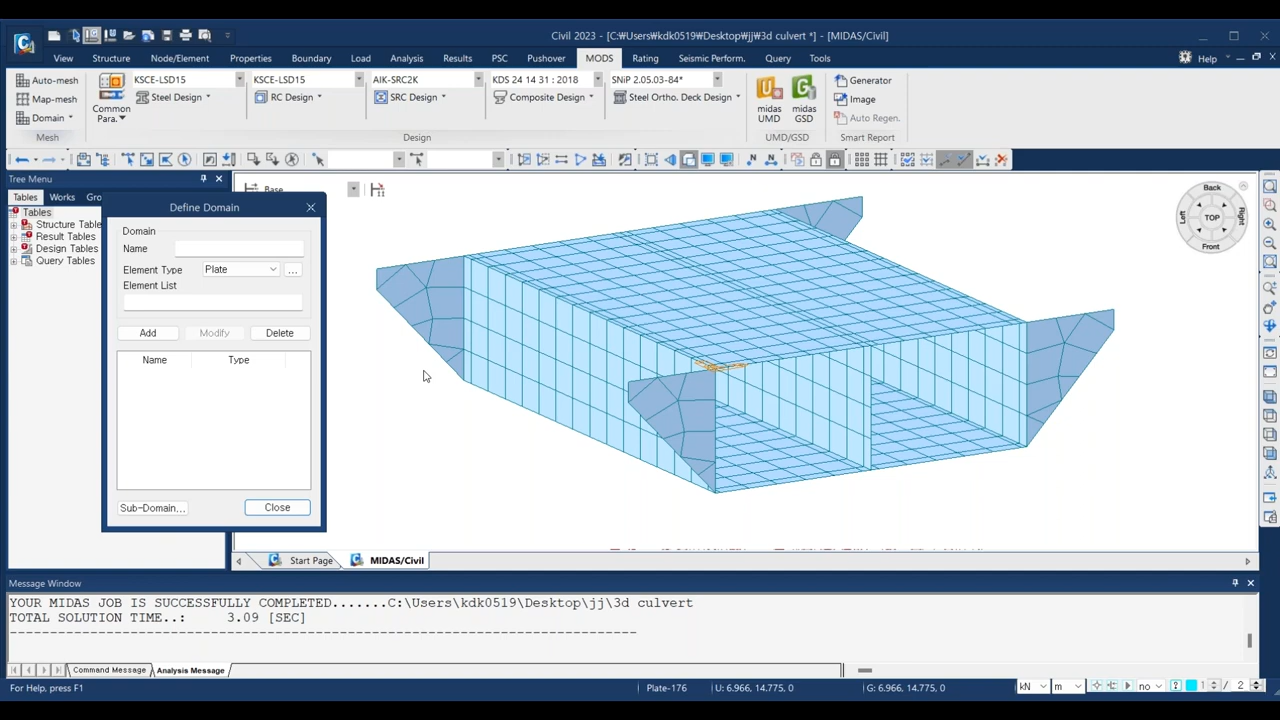 Civil 2023 - [C:₩Users₩kdk0519₩Desktop₩jj₩3d culvert *] - [MIDAS/Civil]
View Structure Node/Element Properties Boundary Load Analysis Results PSC Pushover MODS Rating Seismic Perform. Query Tools Help
Auto-mesh KSCE-LSD15 KSCE-LSD15 AIK-SRC2K KDS 24 14 31 : 2018 SNiP 2.05.03-84* Generator
Map-mesh Common Para. Steel Design RC Design SRC Design Composite Design Steel Ortho. Deck Design midas UMD midas GSD Image
Domain Auto Regen.
Mesh Design UMD/GSD Smart Report
Tree Menu
Base
Tables Works Gro
Tables
Structure Table
Result Tables
Design Tables
Query Tables
Define Domain
Domain
Name
Element Type Plate ...
Element List
Add Modify Delete
Name Type
Sub-Domain... Close
Back
Left TOP Right
Front
Start Page MIDAS/Civil
Message Window
YOUR MIDAS JOB IS SUCCESSFULLY COMPLETED.......C:\Users\kdk0519\Desktop\jj\3d culvert
TOTAL SOLUTION TIME..: 3.09 [SEC]
Command Message Analysis Message
For Help, press F1 Plate-176 U: 6.966, 14.775, 0 G: 6.966, 14.775, 0 kN m no 1 / 2